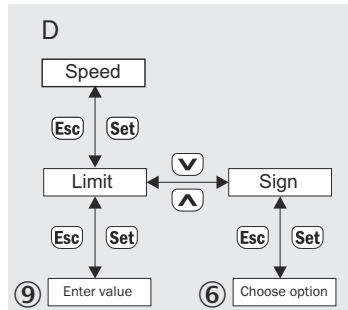 D
Speed
Esc Set
Limit
Sign
Esc Set
Esc Set
⑨ Enter value
⑥ Choose option